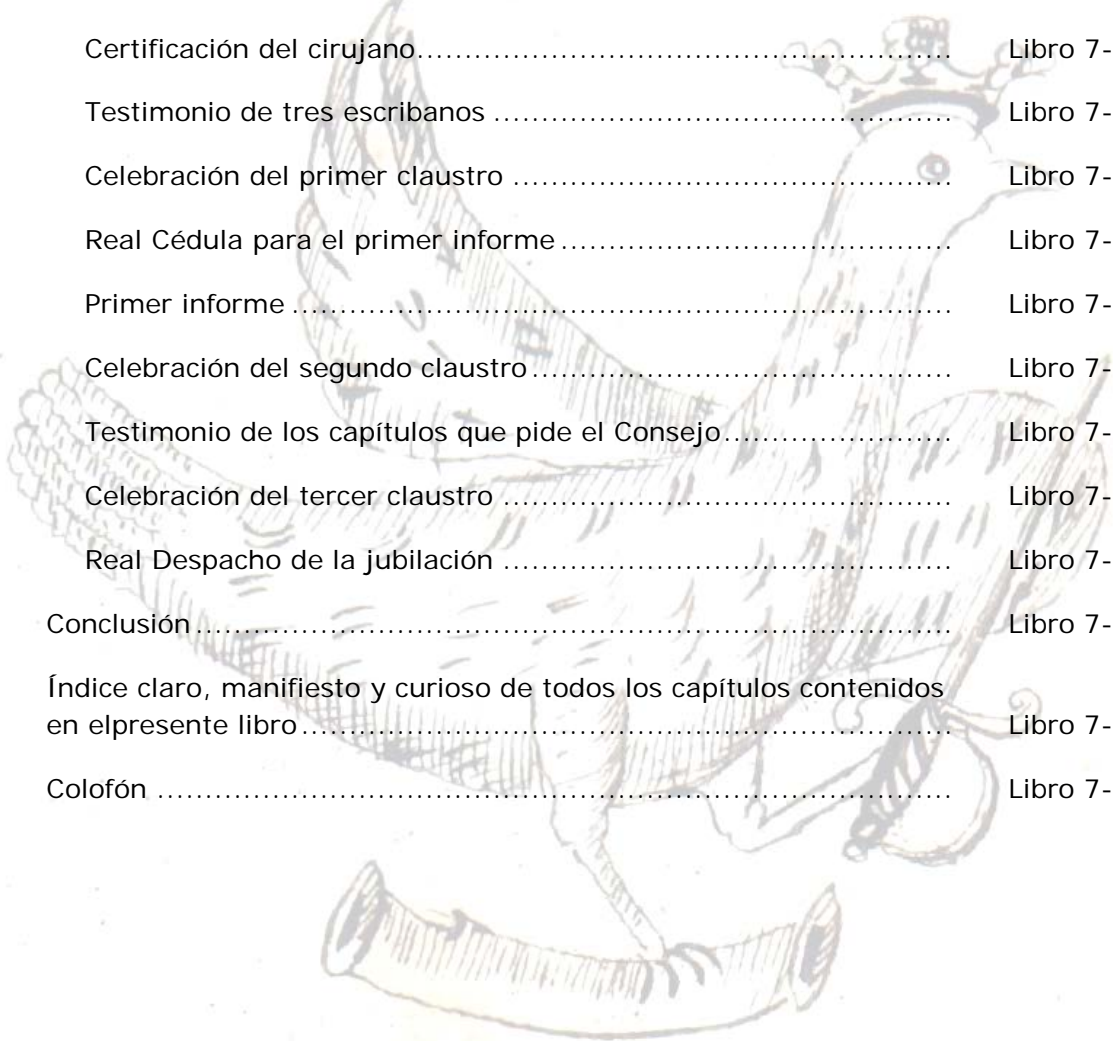 Certificación del cirujano.......................................................... Libro 7-
Testimonio de tres escribanos .................................................. Libro 7-
Celebración del primer claustro ................................................ Libro 7-
Real Cédula para el primer informe........................................... Libro 7-
Primer informe ........................................................................ Libro 7-
Celebración del segundo claustro.............................................. Libro 7-
Testimonio de los capítulos que pide el Consejo......................... Libro 7-
Celebración del tercer claustro ................................................. Libro 7-
Real Despacho de la jubilación ................................................. Libro 7-
Conclusión................................................................................... Libro 7-
Índice claro, manifiesto y curioso de todos los capítulos contenidos
en elpresente libro........................................................................ Libro 7-
Colofón ....................................................................................... Libro 7-